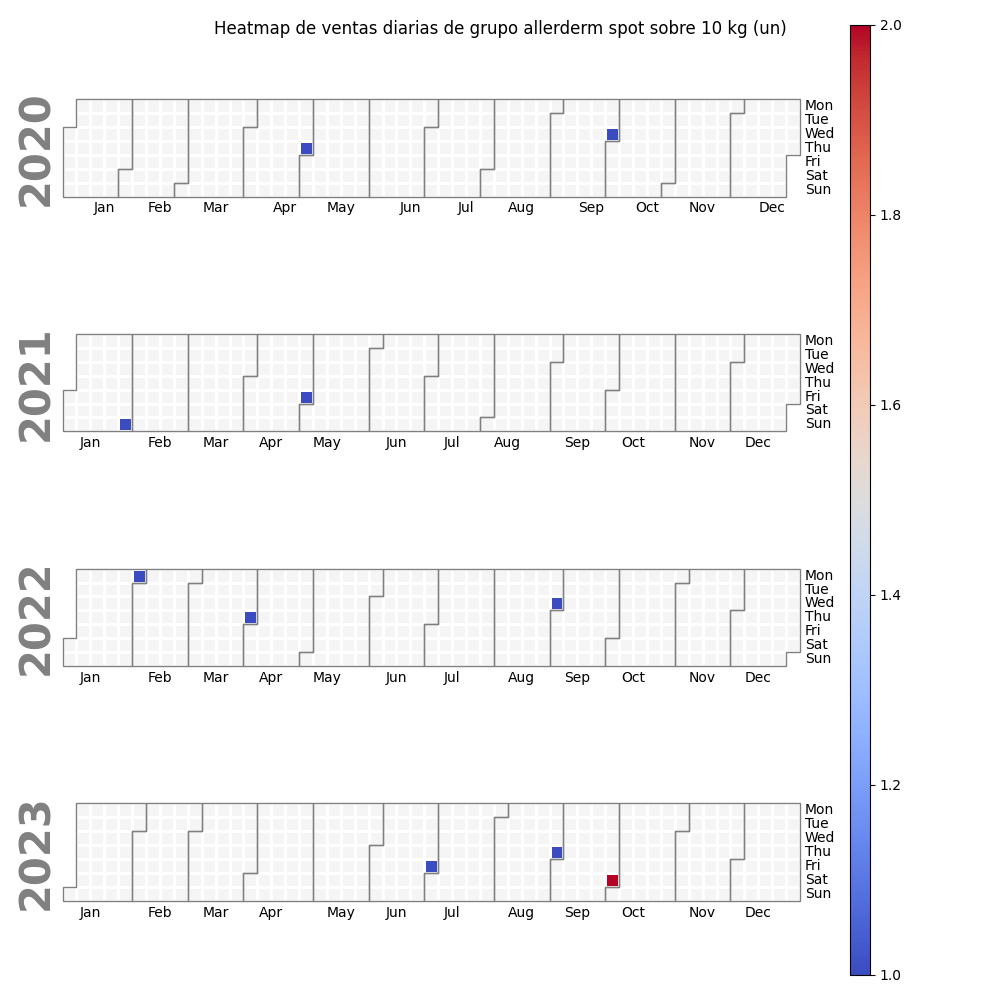 Heatmap de ventas diarias de grupo allerderm spot sobre 10 kg (un)
2020
Mon
Tue
Wed
Thu
Fri
Sat
Sun
Jan Feb Mar Apr May Jun Jul Aug Sep Oct Nov Dec
2021
Mon
Tue
Wed
Thu
Fri
Sat
Sun
Jan Feb Mar Apr May Jun Jul Aug Sep Oct Nov Dec
2022
Mon
Tue
Wed
Thu
Fri
Sat
Sun
Jan Feb Mar Apr May Jun Jul Aug Sep Oct Nov Dec
2023
Mon
Tue
Wed
Thu
Fri
Sat
Sun
Jan Feb Mar Apr May Jun Jul Aug Sep Oct Nov Dec
2.0
1.8
1.6
1.4
1.2
1.0